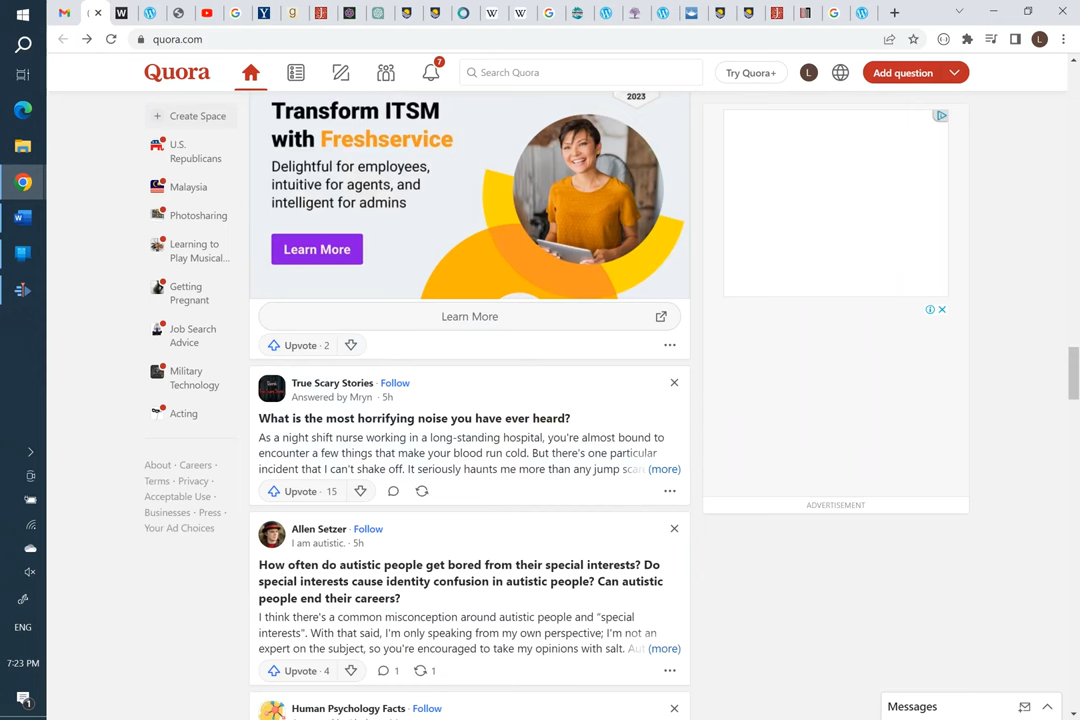 quora.com
Quora
7
Search Quora
Try Quora+
L
Add question
L
Create Space
U.S.
Republicans
Malaysia
Photosharing
Learning to
Play Musical...
Getting
Pregnant
Job Search
Advice
Military
Technology
Acting
About · Careers ·
Terms · Privacy ·
Acceptable Use ·
Businesses · Press ·
Your Ad Choices
2023
Transform ITSM
with Freshservice
Delightful for employees,
intuitive for agents, and
intelligent for admins
Learn More
Learn More
Upvote · 2
True Scary Stories · Follow
Answered by Mryn · 5h
What is the most horrifying noise you have ever heard?
As a night shift nurse working in a long-standing hospital, you're almost bound to
encounter a few things that make your blood run cold. But there's one particular
incident that I can't shake off. It seriously haunts me more than any jump scar (more)
Upvote · 15
Allen Setzer · Follow
I am autistic. · 5h
How often do autistic people get bored from their special interests? Do
special interests cause identity confusion in autistic people? Can autistic
people end their careers?
I think there's a common misconception around autistic people and "special
interests". With that said, I'm only speaking from my own perspective; I'm not an
expert on the subject, so you're encouraged to take my opinions with salt. Aut (more)
Upvote · 4
1
1
Human Psychology Facts · Follow
ADVERTISEMENT
Messages
ENG
7:23 PM
1